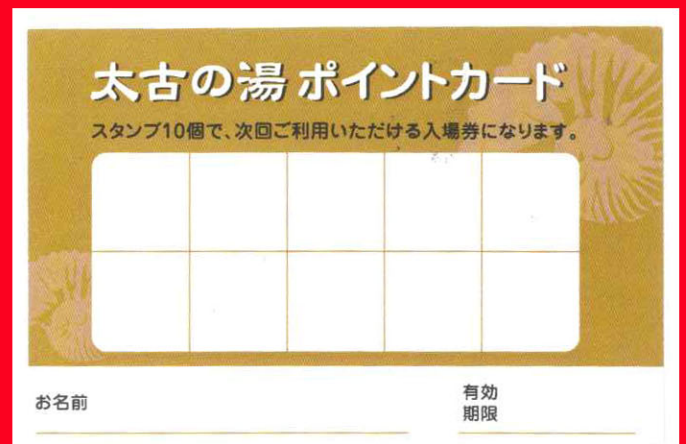 太古の湯 ポイントカード
スタンプ10個で、次回ご利用いただける入場券になります。
お名前
有効
期限